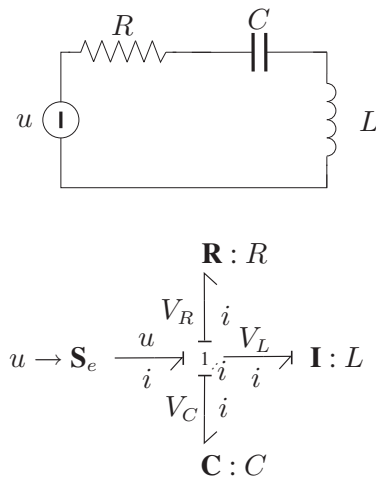 R C
u I L
R : R
V_R i
u → S_e u 1 i V_L I : L
i i
V_C i
C : C